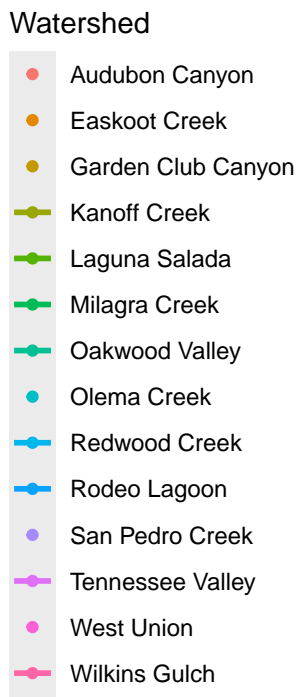 Watershed
Audubon Canyon
Easkoot Creek
Garden Club Canyon
Kanoff Creek
Laguna Salada
Milagra Creek
Oakwood Valley
Olema Creek
Redwood Creek
Rodeo Lagoon
San Pedro Creek
Tennessee Valley
West Union
Wilkins Gulch